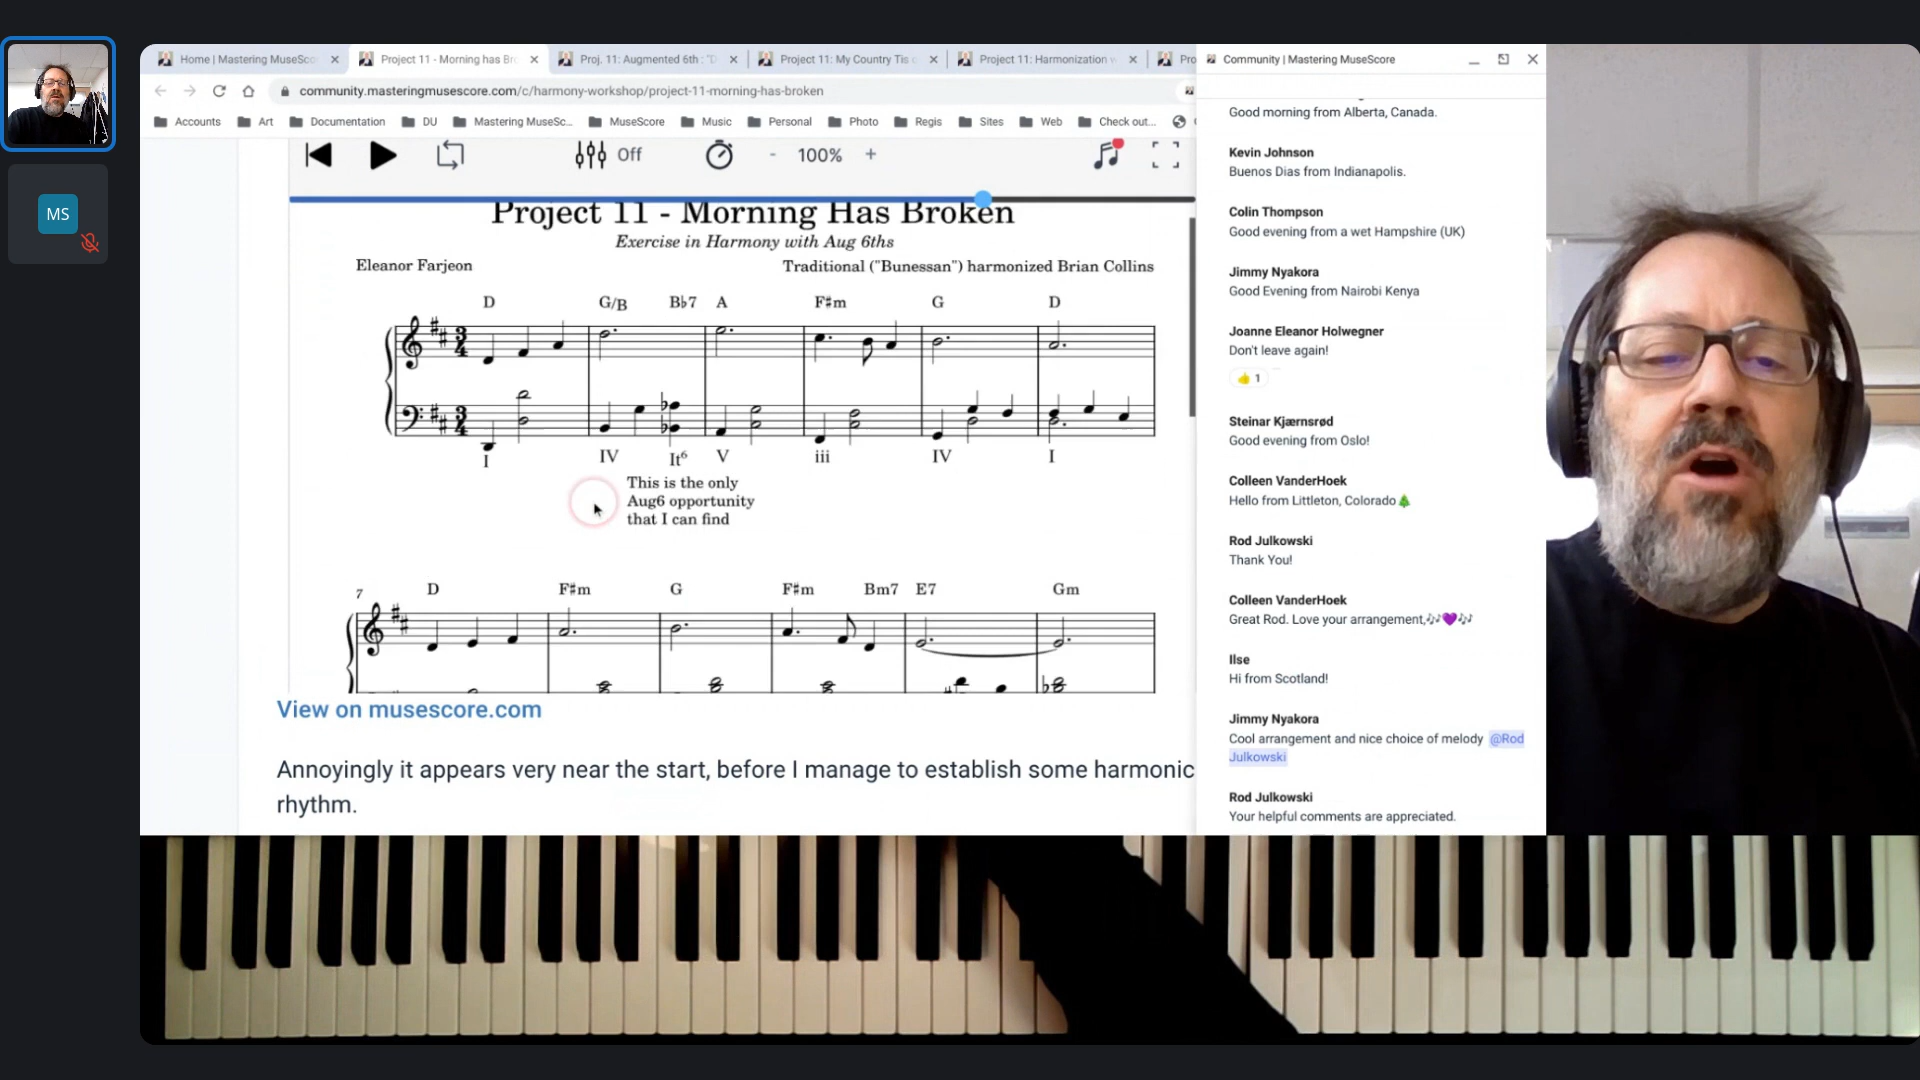 MS
Home | Mastering MuseSco
Project 11 - Morning has Br
Proj. 11: Augmented 6th : "D
Project 11: My Country Tis
Project 11: Harmonization
Pro
community.masteringmusescore.com/c/harmony-workshop/project-11-morning-has-broken
Accounts
Art
Documentation
DU
Mastering MuseSc...
MuseScore
Music
Personal
Photo
Regis
Sites
Web
Check out...
Off
- 100% +
Project 11 - Morning Has Broken
Exercise in Harmony with Aug 6ths
Eleanor Farjeon
Traditional ("Bunessan") harmonized Brian Collins
D G/B B♭7 A F♯m G D
I IV It6 V iii IV I
This is the only
Aug6 opportunity
that I can find
7
D F♯m G F♯m Bm7 E7 Gm
View on musescore.com
Annoyingly it appears very near the start, before I manage to establish some harmonic
rhythm.
Community | Mastering MuseScore
Good morning from Alberta, Canada.
Kevin Johnson
Buenos Dias from Indianapolis.
Colin Thompson
Good evening from a wet Hampshire (UK)
Jimmy Nyakora
Good Evening from Nairobi Kenya
Joanne Eleanor Holwegner
Don't leave again!
👍 1
Steinar Kjærnsrød
Good evening from Oslo!
Colleen VanderHoek
Hello from Littleton, Colorado🎄
Rod Julkowski
Thank You!
Colleen VanderHoek
Great Rod. Love your arrangement,🎶💜🎶
Ilse
Hi from Scotland!
Jimmy Nyakora
Cool arrangement and nice choice of melody @Rod
Julkowski
Rod Julkowski
Your helpful comments are appreciated.